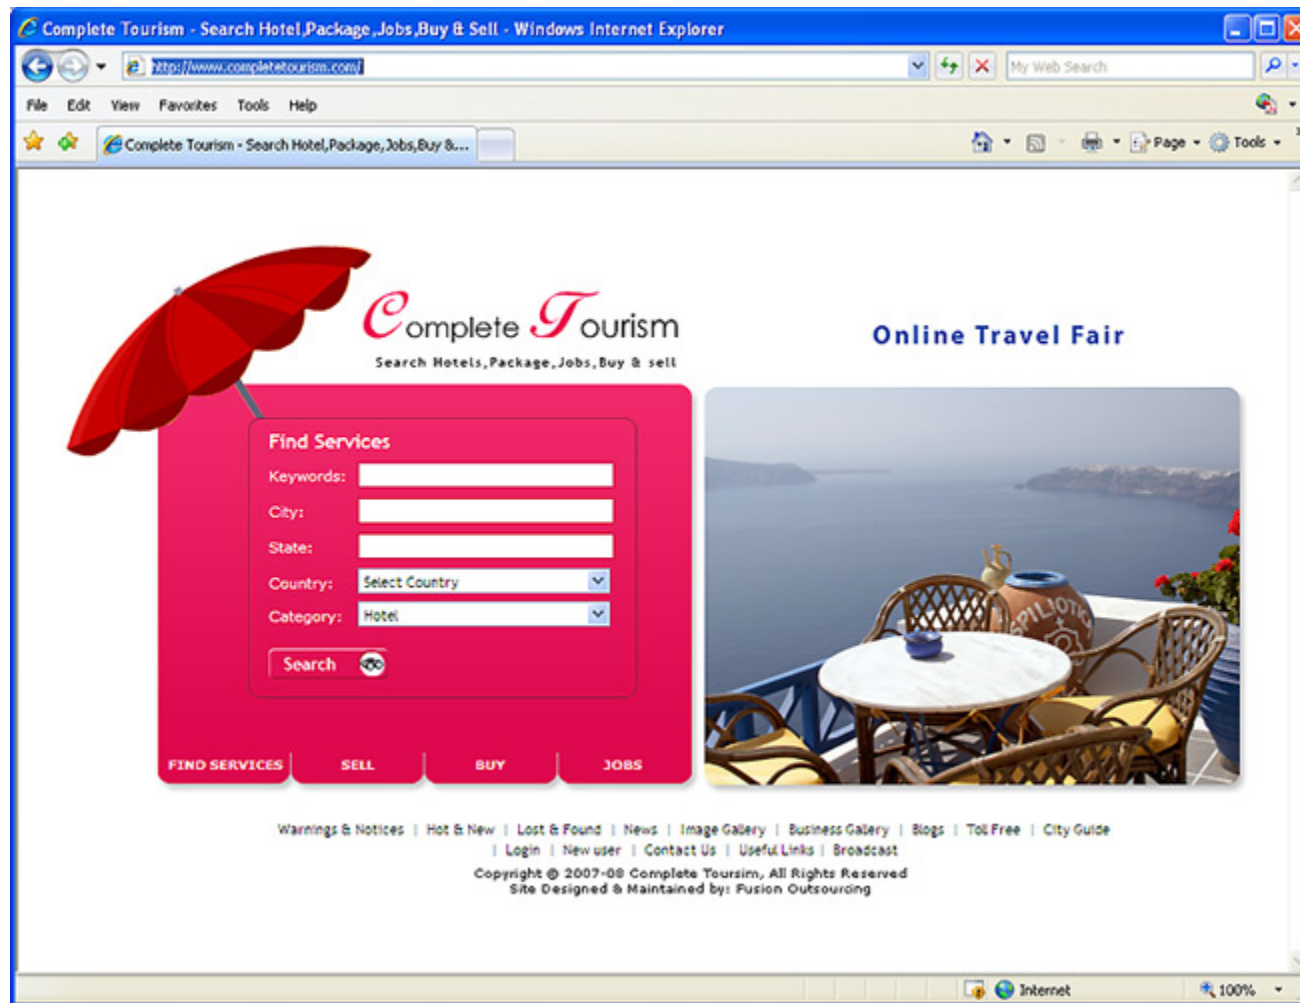 Complete Tourism - Search Hotel,Package,Jobs,Buy & Sell - Windows Internet Explorer
http://www.completetourism.com/
My Web Search
File Edit View Favorites Tools Help
Complete Tourism - Search Hotel,Package,Jobs,Buy &...
Page Tools
Complete Tourism
Search Hotels,Package,Jobs,Buy & sell
Online Travel Fair
Find Services
Keywords:
City:
State:
Country: Select Country
Category: Hotel
Search
SPILIOTICA
FIND SERVICES SELL BUY JOBS
Warnings & Notices | Hot & New | Lost & Found | News | Image Gallery | Business Gallery | Blogs | Toll Free | City Guide
| Login | New user | Contact Us | Useful Links | Broadcast
Copyright @ 2007-08 Complete Toursim, All Rights Reserved
Site Designed & Maintained by: Fusion Outsourcing
Internet 100%